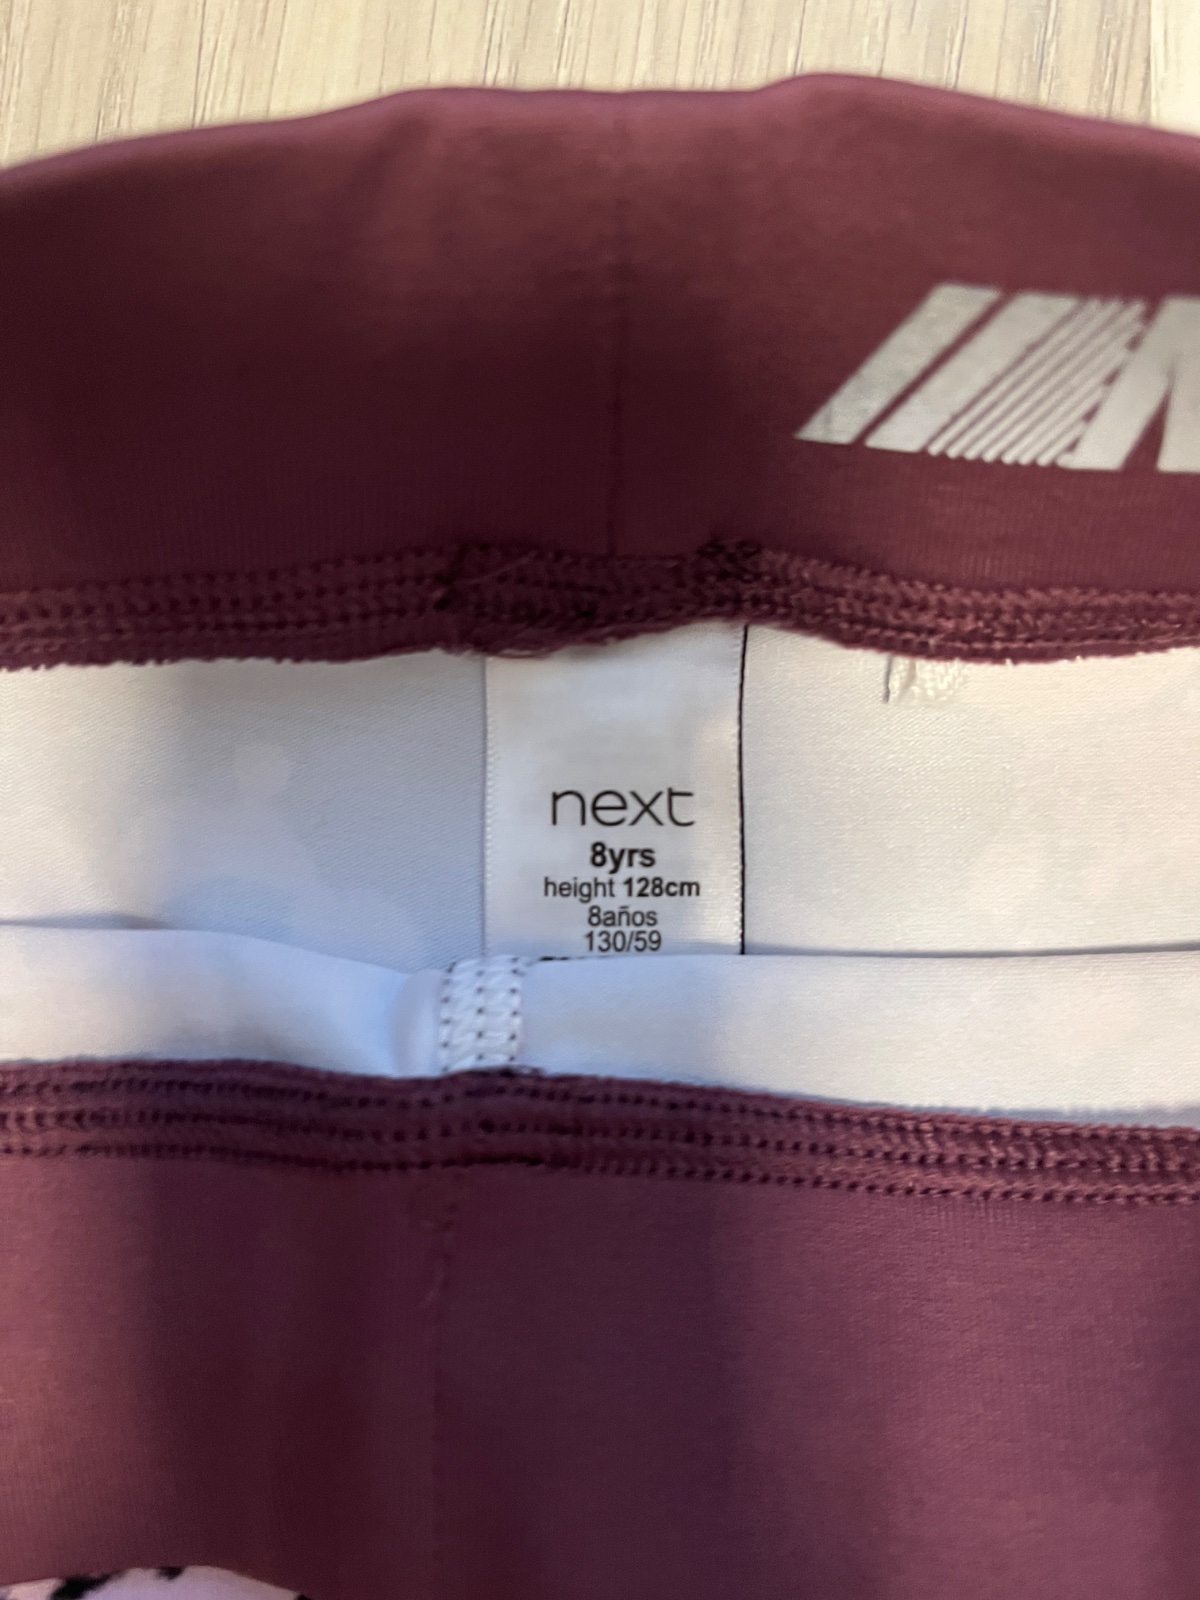 next
8yrs
height 128cm
8años
130/59